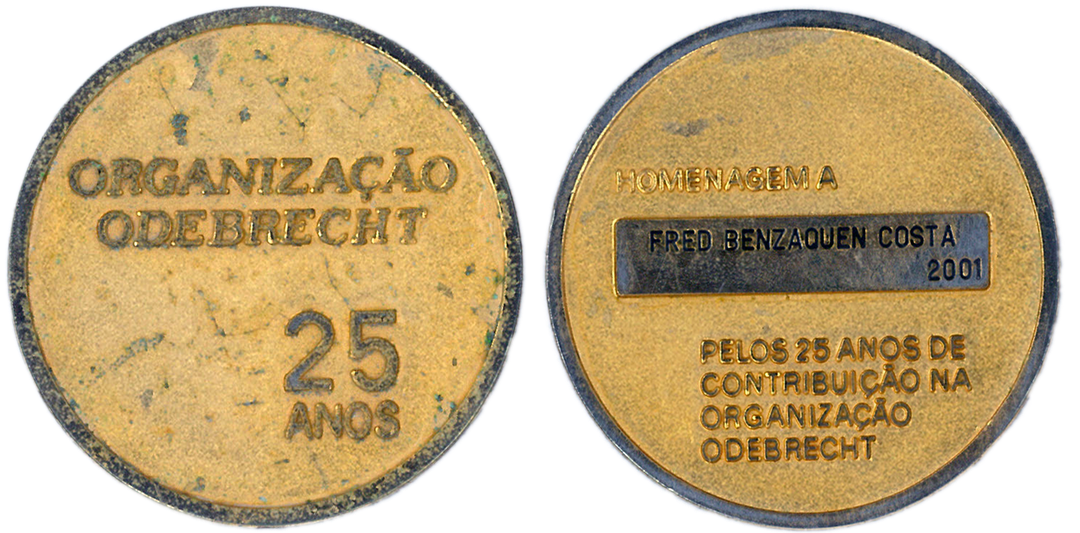 ORGANIZAÇÃO
ODEBRECHT
25
ANOS
HOMENAGEM A
FRED BENZAQUEN COSTA
2001
PELOS 25 ANOS DE
CONTRIBUIÇÃO NA
ORGANIZAÇÃO
ODEBRECHT